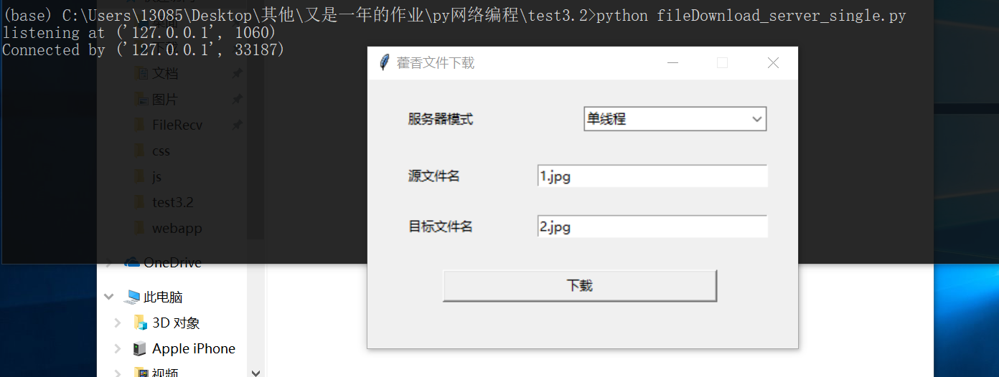 (base) C:\Users\13085\Desktop\其他\又是一年的作业\py网络编程\test3.2>python fileDownload_server_single.py
listening at ('127.0.0.1', 1060)
Connected by ('127.0.0.1', 33187)
下载
文档
图片
FileRecv
css
js
test3.2
webapp
OneDrive
此电脑
3D 对象
Apple iPhone
视频
藿香文件下载
服务器模式
单线程
源文件名
1.jpg
目标文件名
2.jpg
下载